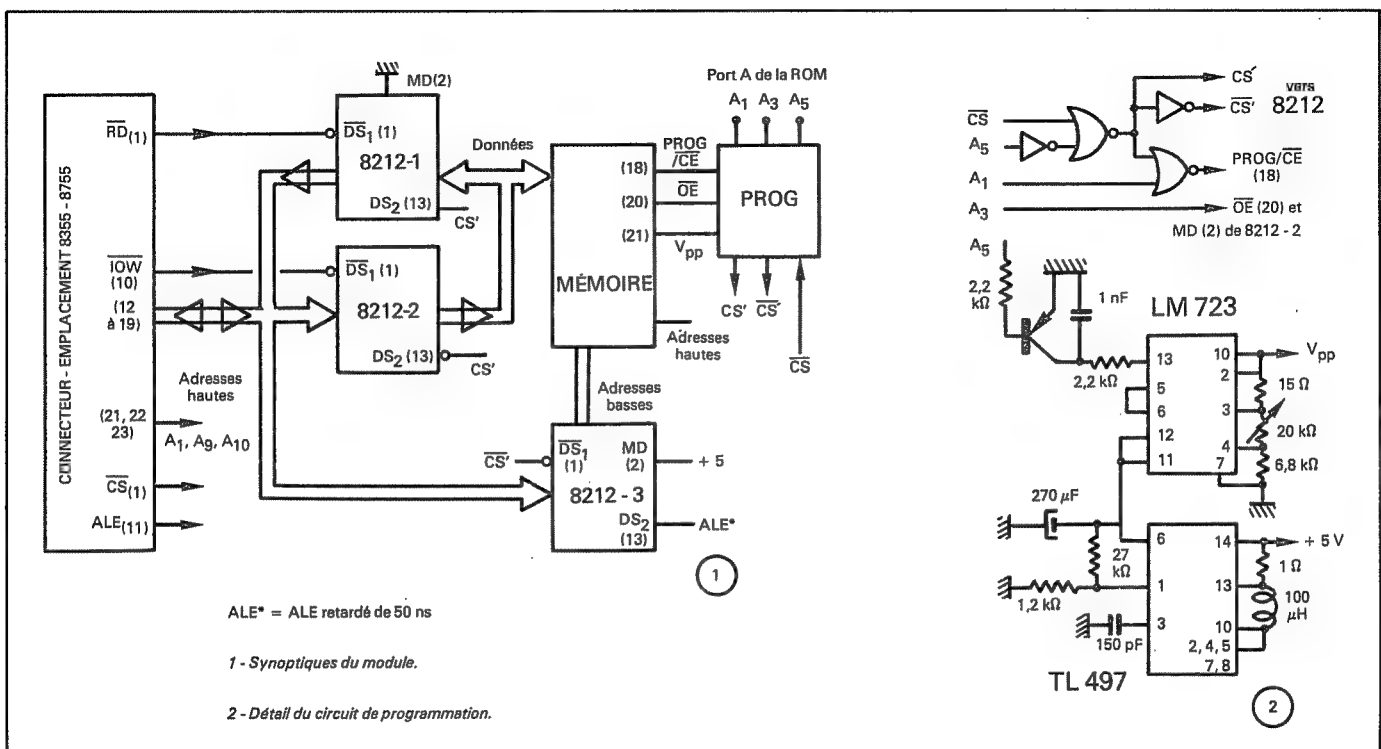 CONNECTEUR - EMPLACEMENT 8355 - 8755
RD(1)
IOW
(10)
(12
à 19)
Adresses
hautes
(21, 22
23)
A1, A9, A10
CS(1)
ALE(11)
MD(2)
DS1 (1)
8212-1
DS2 (13)
CS'
DS1 (1)
8212-2
DS2 (13)
CS'
Données
MÉMOIRE
(18)
(20)
(21)
PROG
/CE
OE
Vpp
Adresses
hautes
Adresses
basses
Port A de la ROM
A1 A3 A5
PROG
CS' CS'
CS
CS'
DS1
(1)
MD
(2)
+ 5
8212 - 3
DS2
(13)
ALE*
1
ALE* = ALE retardé de 50 ns
1 - Synoptiques du module.
2 - Détail du circuit de programmation.
CS
A5
A1
A3
CS'
vers
CS'
8212
PROG/CE
(18)
OE (20) et
MD (2) de 8212 - 2
A5
2,2
kΩ
1 nF
2,2 kΩ
LM 723
13
5
6
12
11
10
2
3
4
7
Vpp
15 Ω
20 kΩ
6,8 kΩ
270 µF
27
kΩ
1,2 kΩ
150 pF
6
1
3
14
13
10
2, 4, 5
7, 8
+ 5 V
1 Ω
100
µH
TL 497
2